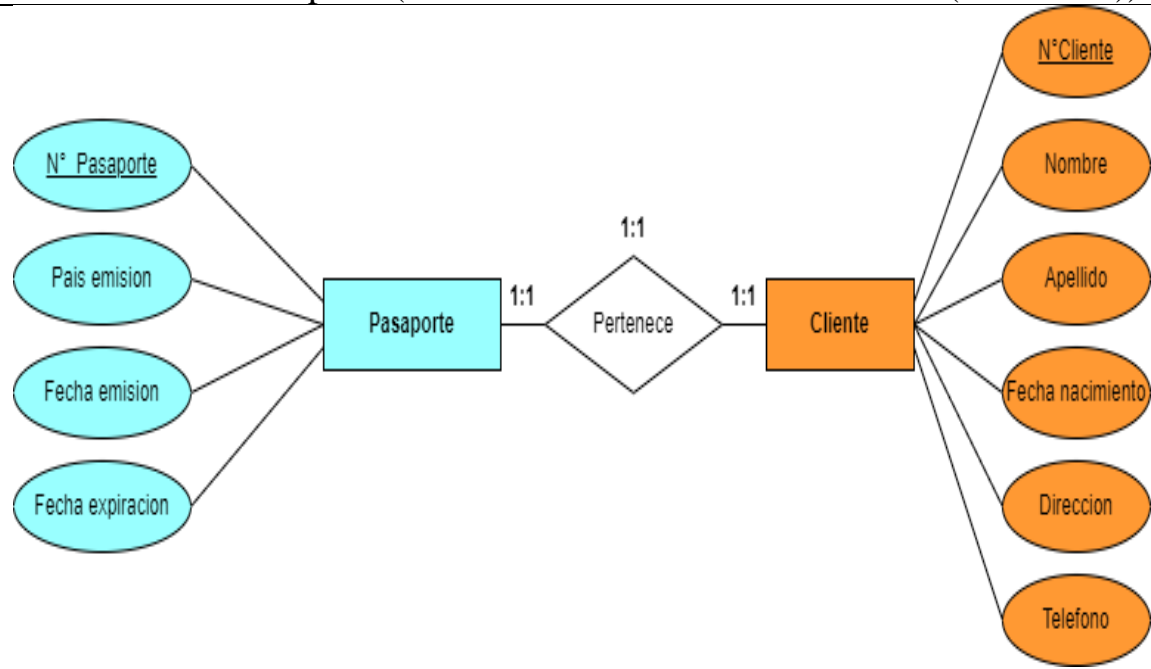 N°Cliente
N° Pasaporte
Nombre
1:1
Pais emision
Apellido
1:1
1:1
Pasaporte
Pertenece
Cliente
Fecha emision
Fecha nacimiento
Fecha expiracion
Direccion
Telefono